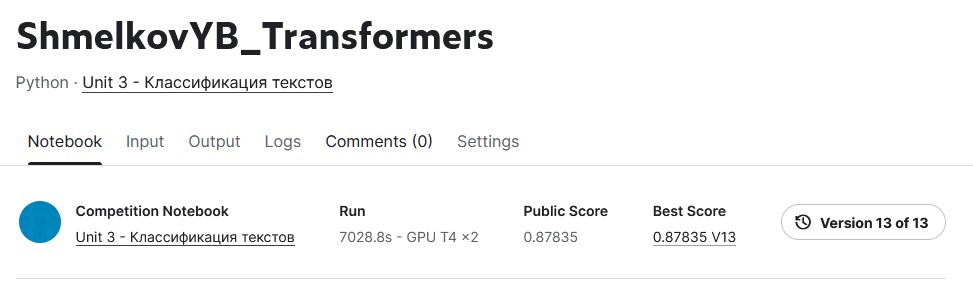 ShmelkovYB_Transformers
Python · Unit 3 - Классификация текстов
Notebook Input Output Logs Comments (0) Settings
Competition Notebook Run Public Score Best Score
Unit 3 - Классификация текстов 7028.8s - GPU T4 ×2 0.87835 0.87835 V13
Version 13 of 13